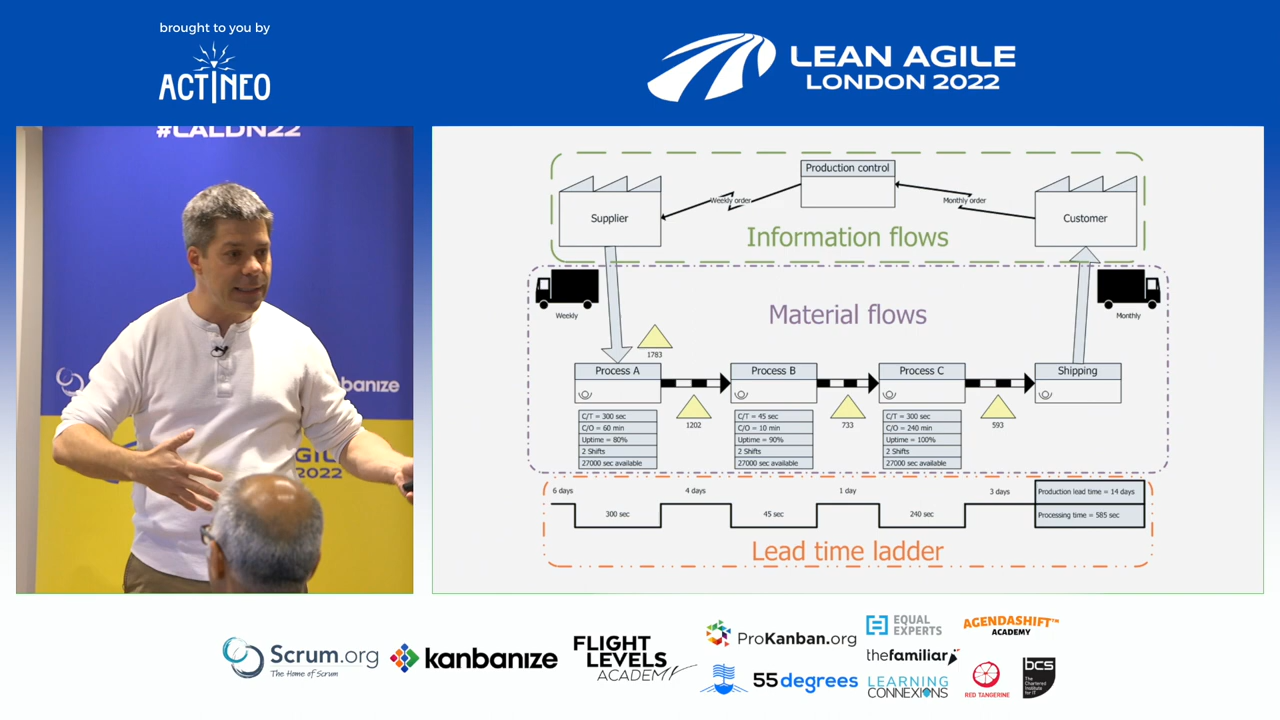 brought to you by
ACTINEO
LEAN AGILE
LONDON 2022
#LALDN22
banize
GIL
2022
Production control
Supplier
Weekly order
Monthly order
Customer
Information flows
Weekly
Material flows
Monthly
1783
Process A
Process B
Process C
Shipping
1202
733
593
C/T = 300 sec
C/O = 60 min
Uptime = 80%
2 Shifts
27000 sec available
C/T = 45 sec
C/O = 10 min
Uptime = 90%
2 Shifts
27000 sec available
C/T = 300 sec
C/O = 240 min
Uptime = 100%
2 Shifts
27000 sec available
6 days
4 days
1 day
3 days
Production lead time = 14 days
300 sec
45 sec
240 sec
Processing time = 585 sec
Lead time ladder
Scrum.org
The Home of Scrum
kanbanize
FLIGHT
LEVELS
ACADEMY
ProKanban.org
55degrees
EQUAL
EXPERTS
thefamiliar
LEARNING
CONNEXIONS
AGENDASHIFT™
ACADEMY
RED TANGERINE
bcs
The
Chartered
Institute
for IT